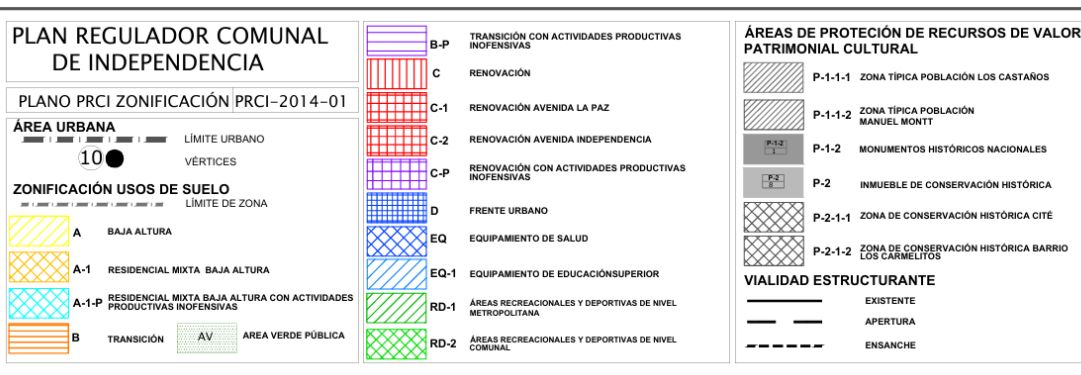 PLAN REGULADOR COMUNAL
DE INDEPENDENCIA
PLANO PRCI ZONIFICACIÓN PRCI-2014-01
ÁREA URBANA
LÍMITE URBANO
10
VÉRTICES
ZONIFICACIÓN USOS DE SUELO
LÍMITE DE ZONA
A BAJA ALTURA
A-1 RESIDENCIAL MIXTA BAJA ALTURA
A-1-P RESIDENCIAL MIXTA BAJA ALTURA CON ACTIVIDADES
PRODUCTIVAS INOFENSIVAS
B TRANSICIÓN AV AREA VERDE PÚBLICA
B-P TRANSICIÓN CON ACTIVIDADES PRODUCTIVAS
INOFENSIVAS
C RENOVACIÓN
C-1 RENOVACIÓN AVENIDA LA PAZ
C-2 RENOVACIÓN AVENIDA INDEPENDENCIA
C-P RENOVACIÓN CON ACTIVIDADES PRODUCTIVAS
INOFENSIVAS
D FRENTE URBANO
EQ EQUIPAMIENTO DE SALUD
EQ-1 EQUIPAMIENTO DE EDUCACIÓNSUPERIOR
RD-1 ÁREAS RECREACIONALES Y DEPORTIVAS DE NIVEL
METROPOLITANA
RD-2 ÁREAS RECREACIONALES Y DEPORTIVAS DE NIVEL
COMUNAL
ÁREAS DE PROTECIÓN DE RECURSOS DE VALOR
PATRIMONIAL CULTURAL
P-1-1-1 ZONA TÍPICA POBLACIÓN LOS CASTAÑOS
P-1-1-2 ZONA TÍPICA POBLACIÓN
MANUEL MONTT
P-1-2
1
P-1-2 MONUMENTOS HISTÓRICOS NACIONALES
P-2
8
P-2 INMUEBLE DE CONSERVACIÓN HISTÓRICA
P-2-1-1 ZONA DE CONSERVACIÓN HISTÓRICA CITÉ
P-2-1-2 ZONA DE CONSERVACIÓN HISTÓRICA BARRIO
LOS CARMELITOS
VIALIDAD ESTRUCTURANTE
EXISTENTE
APERTURA
ENSANCHE